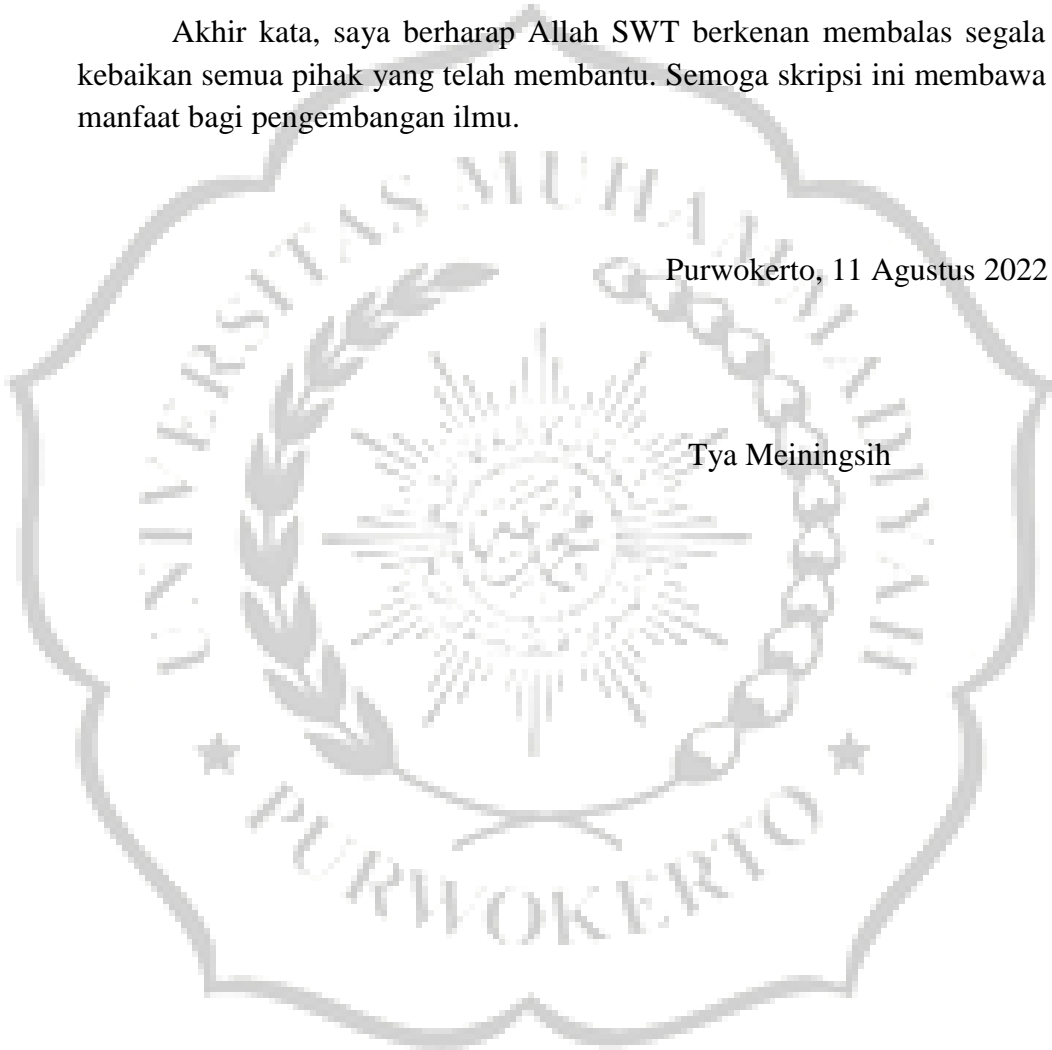 Akhir kata, saya berharap Allah SWT berkenan membalas segala
kebaikan semua pihak yang telah membantu. Semoga skripsi ini membawa
manfaat bagi pengembangan ilmu.
Purwokerto, 11 Agustus 2022
Tya Meiningsih
UNIVERSITAS MUHAMMADIYAH
PURWOKERTO